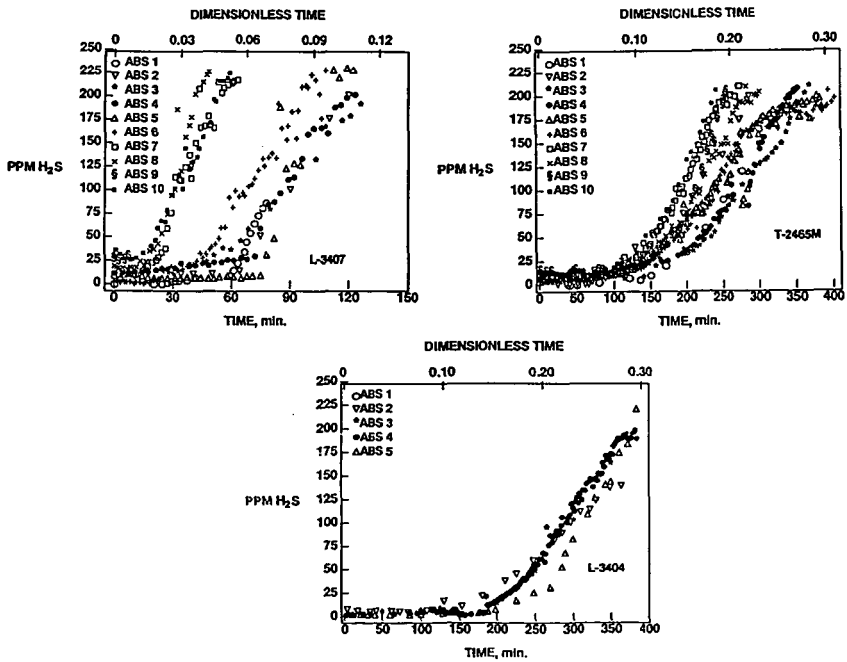 DIMENSIONLESS TIME
0 0.03 0.06 0.09 0.12
250
225
200
175
150
125
100
75
50
25
0
PPM H2S
ABS 1
ABS 2
ABS 3
ABS 4
ABS 5
ABS 6
ABS 7
ABS 8
ABS 9
ABS 10
L-3407
0 30 60 90 120 150
TIME, min.
DIMENSICNLESS TIME
0 0.10 0.20 0.30
250
225
200
175
150
125
100
75
50
25
0
PPM H2S
ABS 1
ABS 2
ABS 3
ABS 4
ABS 5
ABS 6
ABS 7
ABS 8
ABS 9
ABS 10
T-2465M
0 50 100 150 200 250 300 350 400
TIME, min.
DIMENSIONLESS TIME
0 0.10 0.20 0.30
250
225
200
175
150
125
100
75
50
25
0
PPM H2S
ABS 1
ABS 2
ABS 3
ABS 4
ABS 5
L-3404
0 50 100 150 200 250 300 350 400
TIME, min.